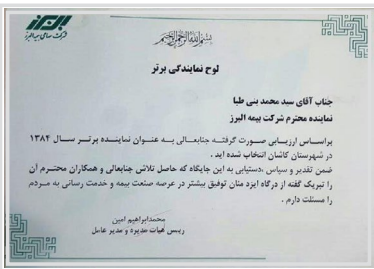 البرز
شرکت سهامی بیمه البرز
بسم الله الرحمن الرحیم
لوح نمایندگی برتر
جناب آقای سید محمد بنی طبا
نماینده محترم شرکت بیمه البرز
براساس ارزیابی صورت گرفته جنابعالی به عنوان نماینده برتر سال ۱۳۸۴
در شهرستان کاشان انتخاب شده اید .
ضمن تقدیر و سپاس ،دستیابی به این جایگاه که حاصل تلاش جنابعالی و همکاران محترم آن
را تبریک گفته از درگاه ایزد منان توفیق بیشتر در عرصه صنعت بیمه و خدمت رسانی به مردم
را مسئلت دارم .
محمدابراهیم امین
رییس هیات مدیره و مدیر عامل